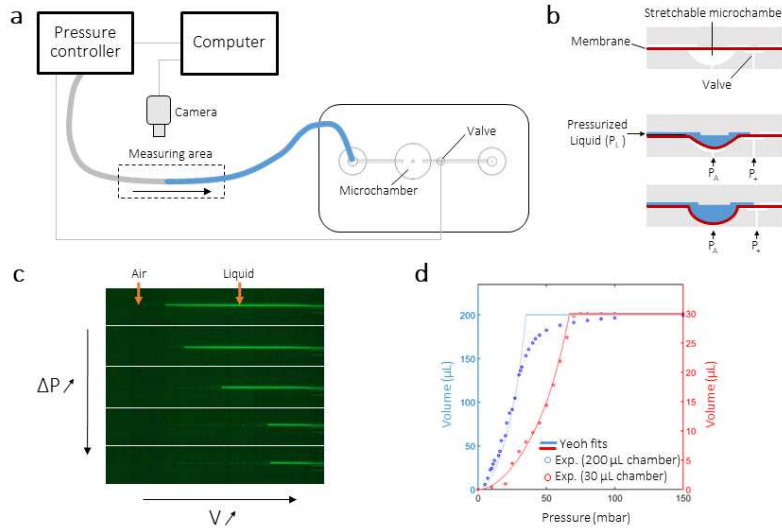 a
Pressure
controller
Computer
Camera
Measuring area
Valve
Microchamber
b
Stretchable microchambe
Membrane
Valve
Pressurized
Liquid (PL )
PA
P+
PA
P+
c
Air
Liquid
ΔP ↗
V ↗
d
Volume (µL)
200
150
100
50
0
Volume (µL)
30
25
20
15
10
5
0
Yeoh fits
Exp. (200 µL chamber)
Exp. (30 µL chamber)
0
50
100
150
Pressure (mbar)